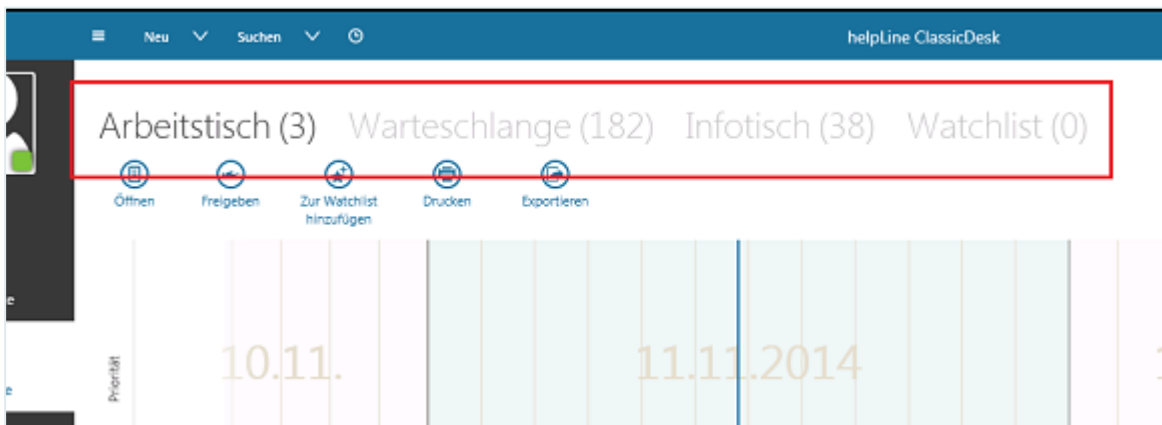 Neu Suchen helpLine ClassicDesk
Arbeitstisch (3) Warteschlange (182) Infotisch (38) Watchlist (0)
Öffnen Freigeben Zur Watchlist hinzufügen Drucken Exportieren
10.11. 11.11.2014
Priorität